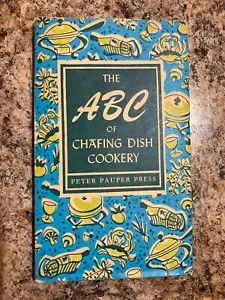 THE
ABC
OF
CHAFING DISH
COOKERY
PETER PAUPER PRESS